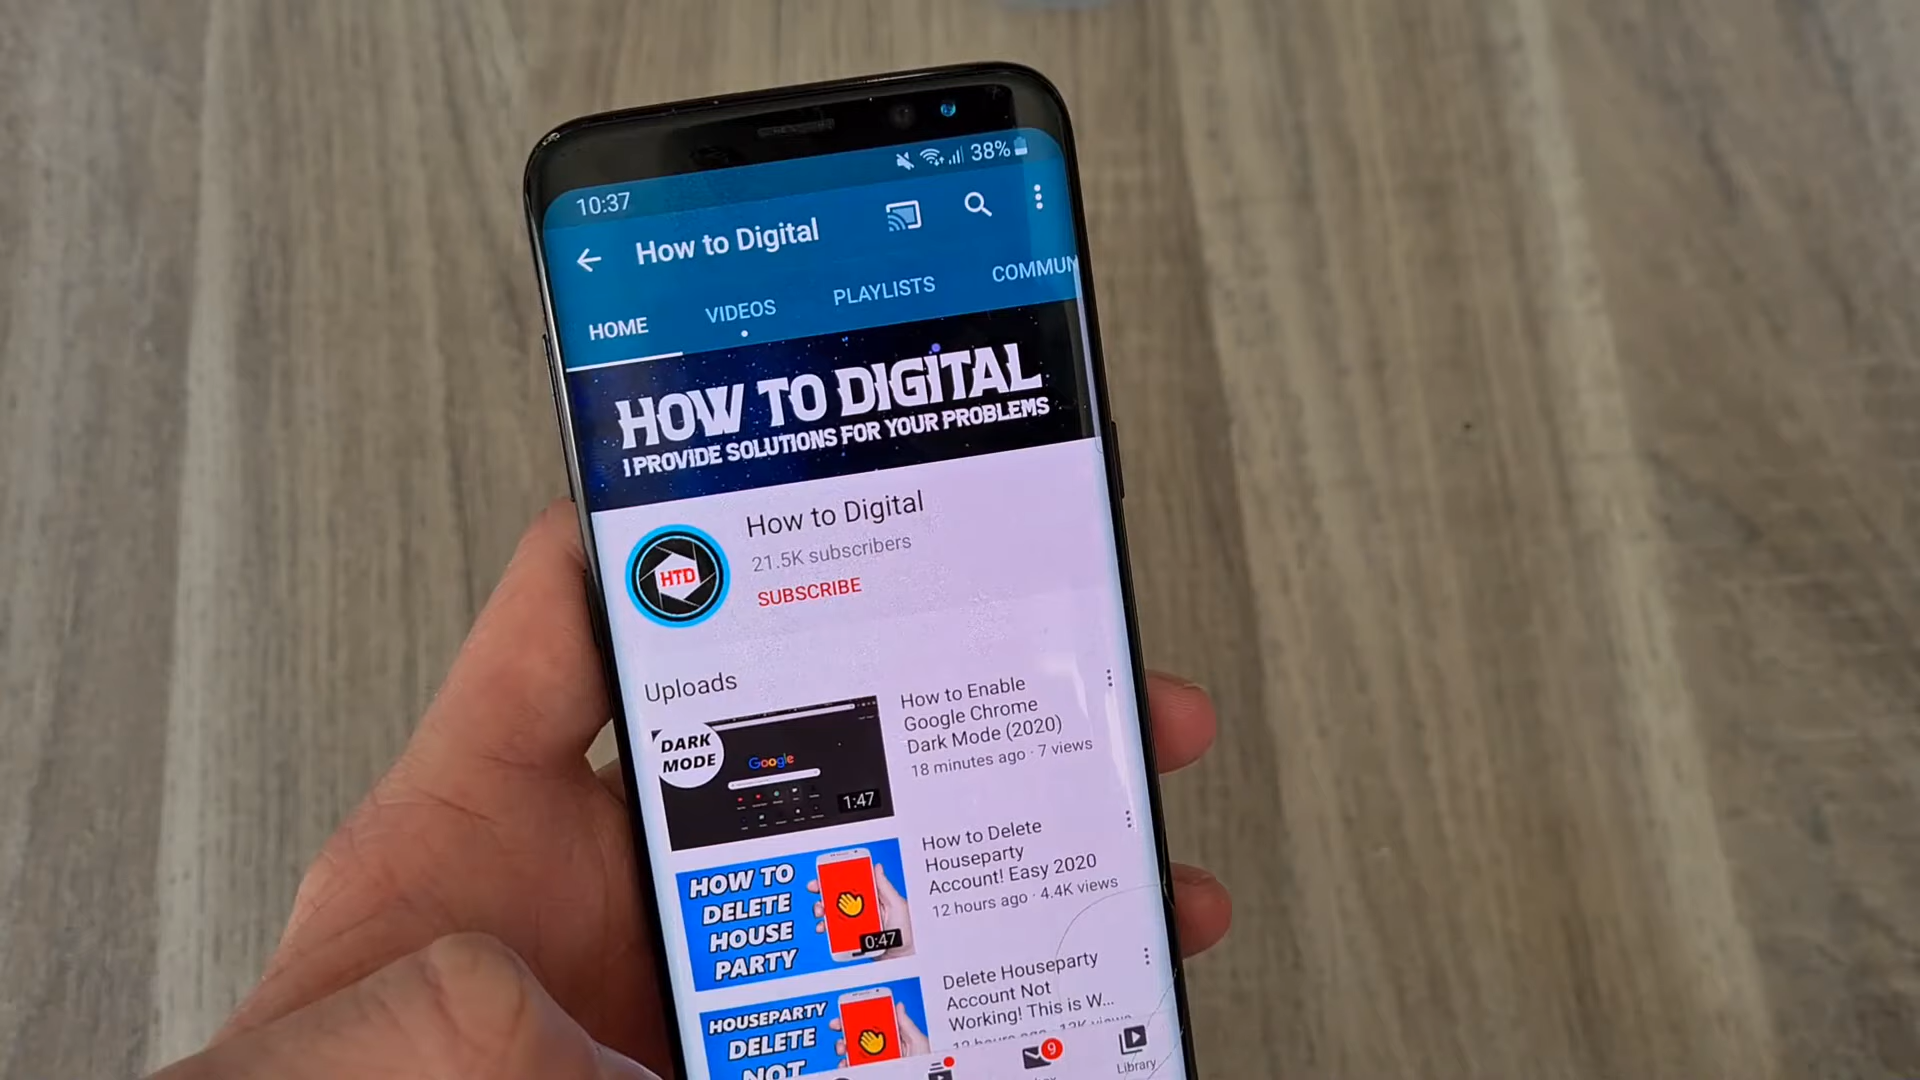 10:37
38%
How to Digital
HOME
VIDEOS
PLAYLISTS
COMMUN
HOW TO DIGITAL
I PROVIDE SOLUTIONS FOR YOUR PROBLEMS
HTD
How to Digital
21.5K subscribers
SUBSCRIBE
Uploads
DARK
MODE
Google
1:47
How to Enable
Google Chrome
Dark Mode (2020)
18 minutes ago · 7 views
HOW TO
DELETE
HOUSE
PARTY
0:47
How to Delete
Houseparty
Account! Easy 2020
12 hours ago · 4.4K views
HOUSEPARTY
DELETE
NOT
Delete Houseparty
Account Not
Working! This is W...
9
Library